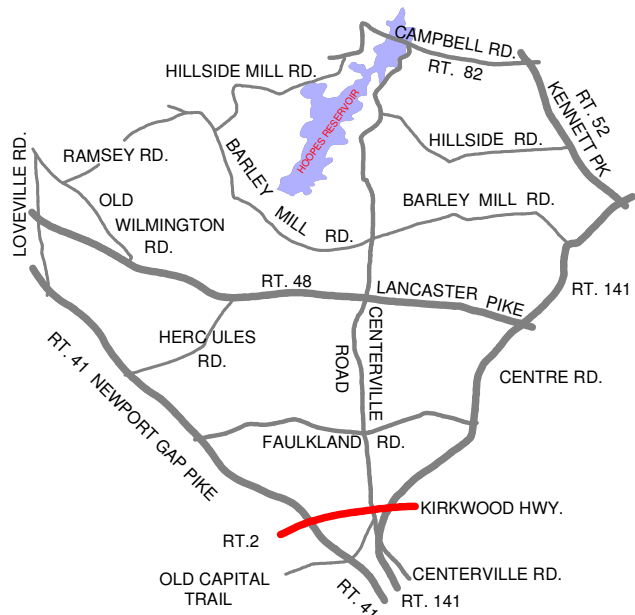 CAMPBELL RD.
RT. 82
HILLSIDE MILL RD.
RT. 52
KENNETT PK
HOOPES RESERVOIR
HILLSIDE RD.
RAMSEY RD.
BARLEY MILL RD.
BARLEY MILL RD.
LOVEVILLE RD.
OLD
WILMINGTON
RD.
RT. 48
LANCASTER PIKE
RT. 141
HERCULES
RD.
CENTERVILLE
ROAD
CENTRE RD.
RT. 41 NEWPORT GAP PIKE
FAULKLAND RD.
KIRKWOOD HWY.
RT.2
OLD CAPITAL
TRAIL
CENTERVILLE RD.
RT. 41
RT. 141